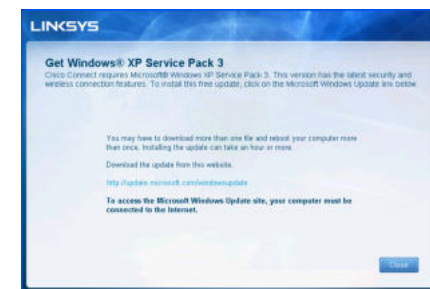 LINKSYS
Get Windows® XP Service Pack 3
Cisco Connect requires Microsoft® Windows XP Service Pack 3. This version has the latest security and
wireless connection features. To install this free update, click on the Microsoft Windows Update link below.
You may have to download more than one file and reboot your computer more
than once. Installing the update can take an hour or more.
Download the update from this website.
http://update.microsoft.com/windowsupdate
To access the Microsoft Windows Update site, your computer must be
connected to the Internet.
Close